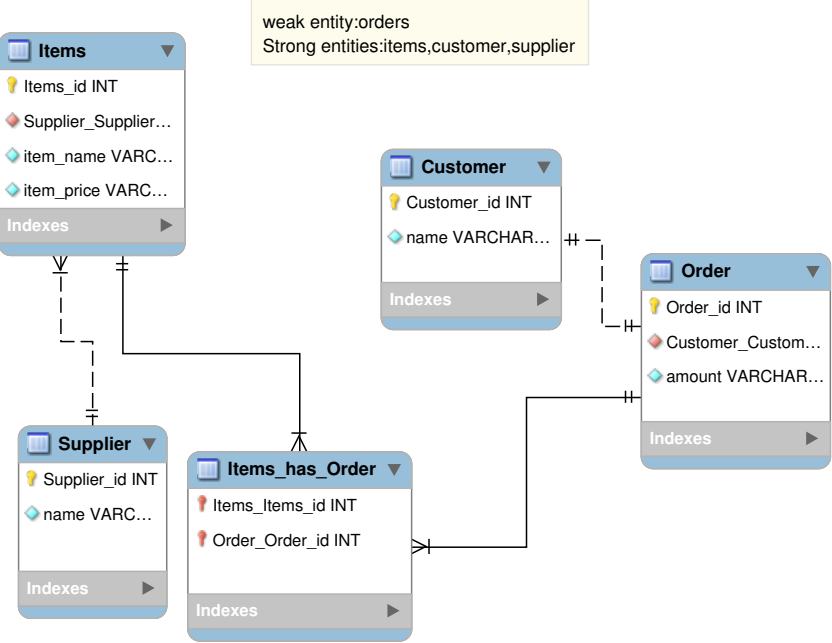 weak entity:orders
Strong entities:items,customer,supplier
Items
Items_id INT
Supplier_Supplier...
item_name VARC...
item_price VARC...
Indexes
Customer
Customer_id INT
name VARCHAR...
Indexes
Order
Order_id INT
Customer_Custom...
amount VARCHAR...
Indexes
Supplier
Supplier_id INT
name VARC...
Indexes
Items_has_Order
Items_Items_id INT
Order_Order_id INT
Indexes